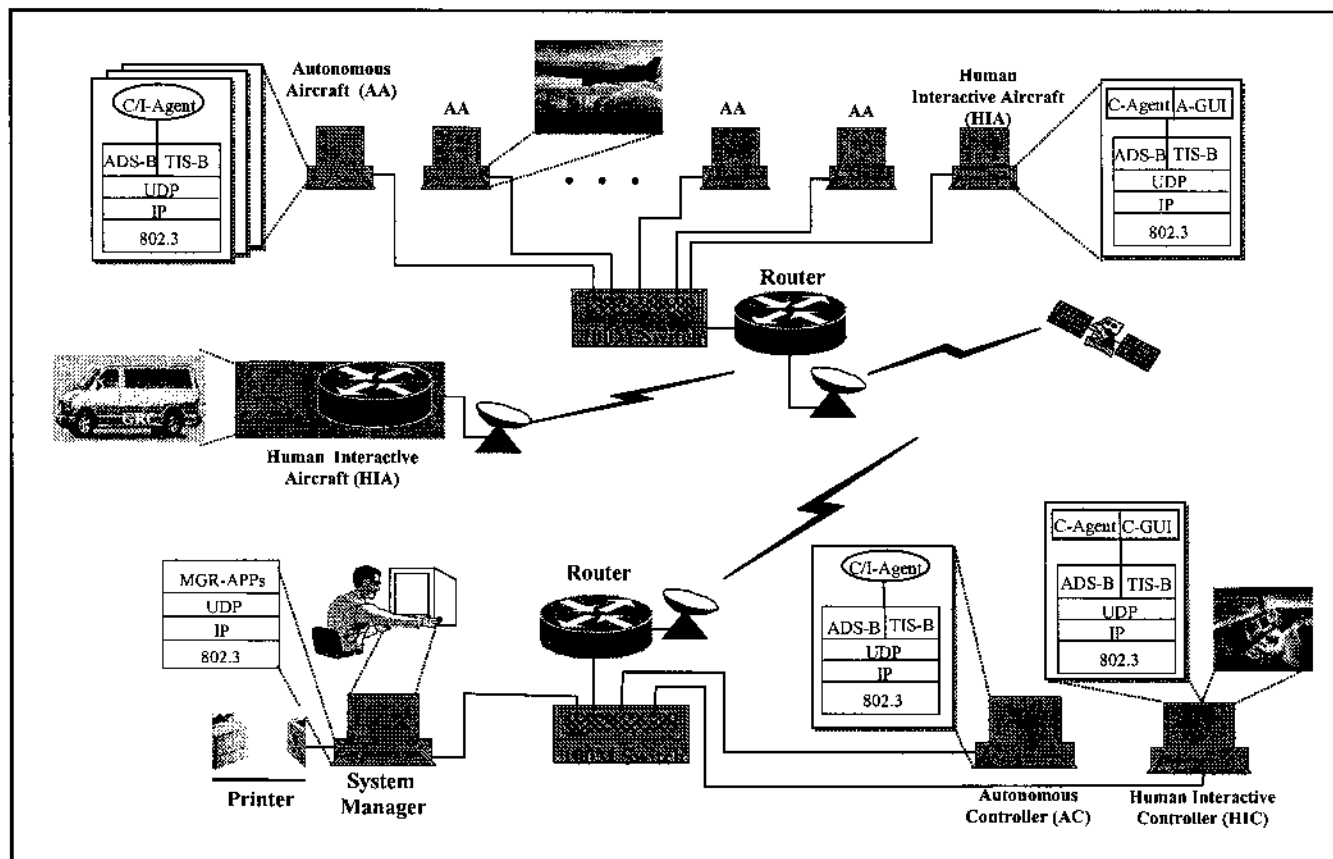 Autonomous
Aircraft (AA)
C/I-Agent
ADS-B TIS-B
UDP
IP
802.3
AA
AA
AA
Human
Interactive Aircraft
(HIA)
C-Agent A-GUI
ADS-B TIS-B
UDP
IP
802.3
Router
Human Interactive
Aircraft (HIA)
MGR-APPs
UDP
IP
802.3
Router
C/I-Agent
ADS-B TIS-B
UDP
IP
802.3
C-Agent C-GUI
ADS-B TIS-B
UDP
IP
802.3
Printer
System
Manager
Autonomous
Controller (AC)
Human Interactive
Controller (HIC)